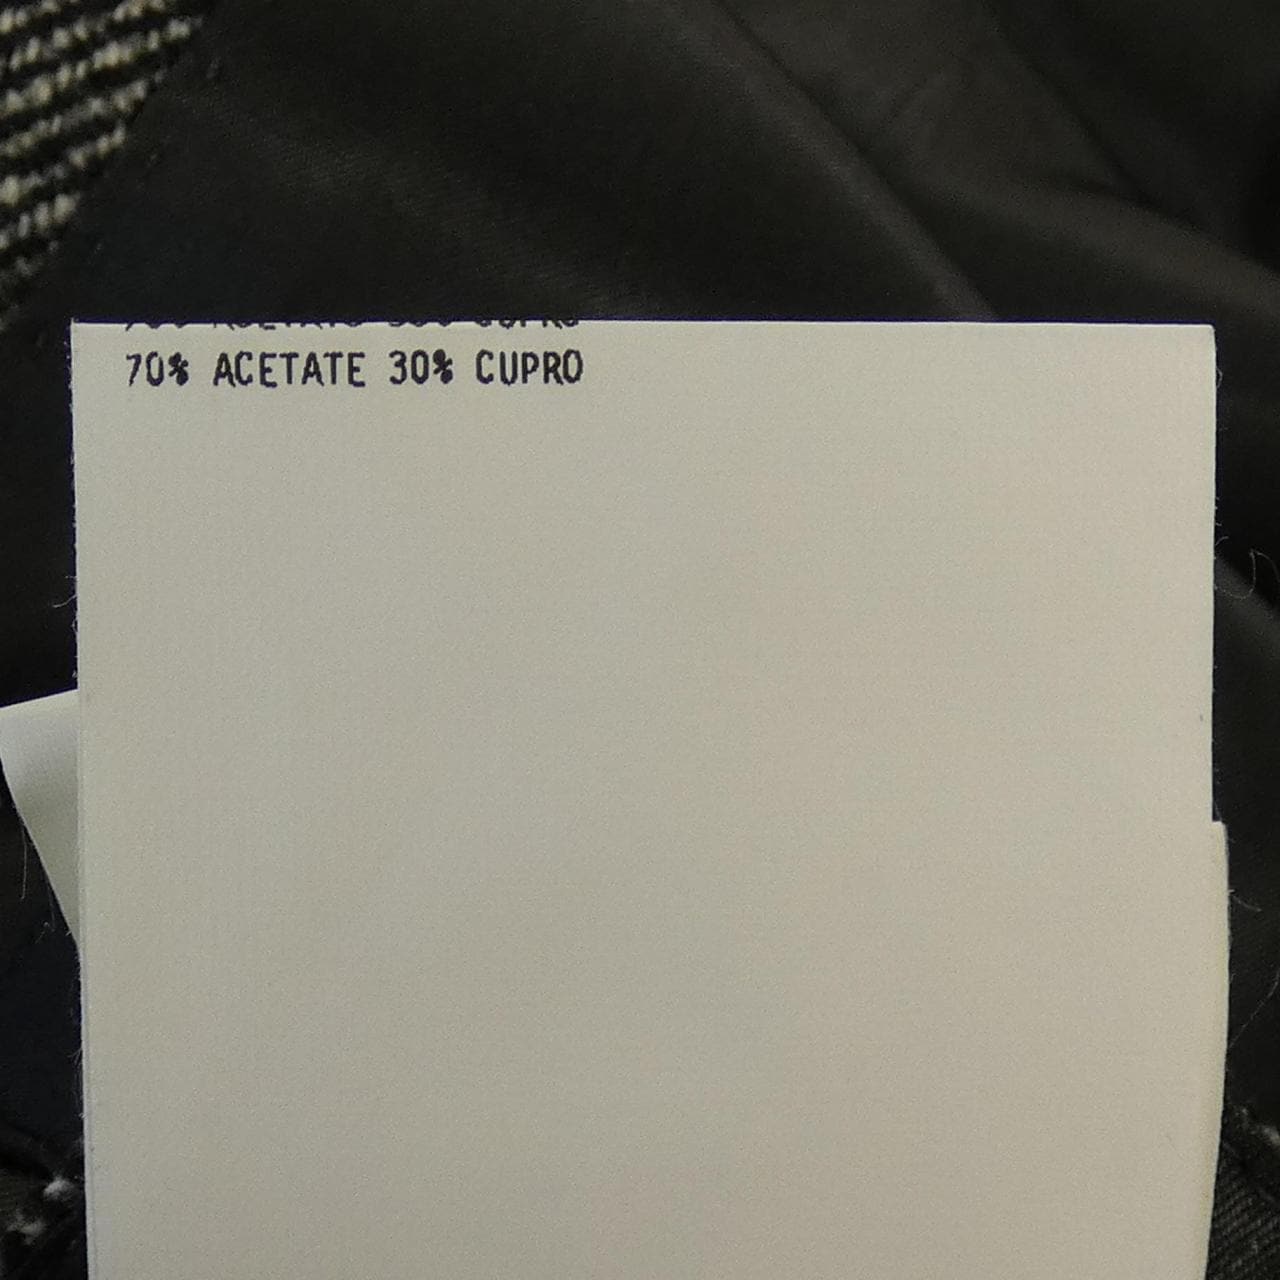 70% ACETATE 30% CUPRO